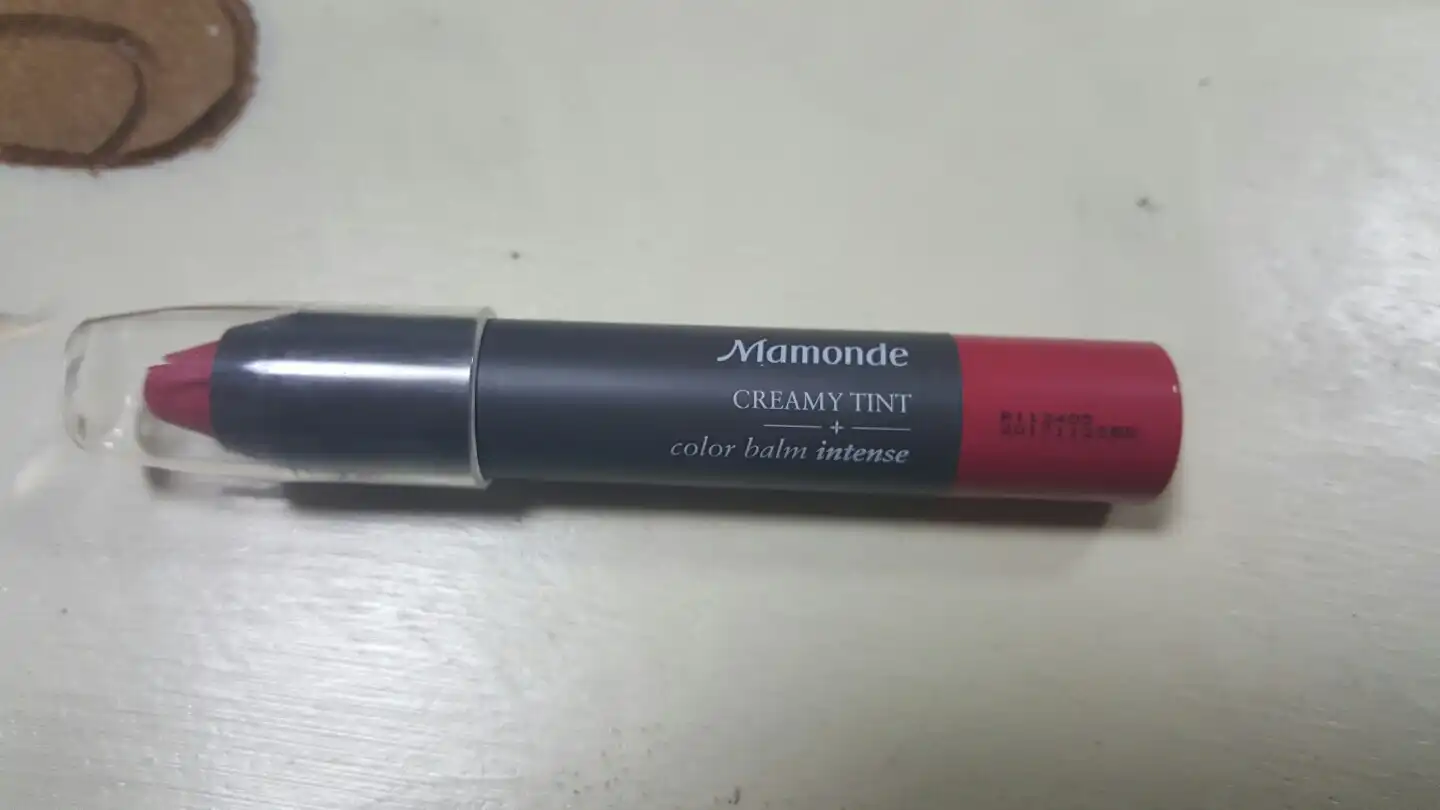 Mamonde
CREAMY TINT
+
color balm intense